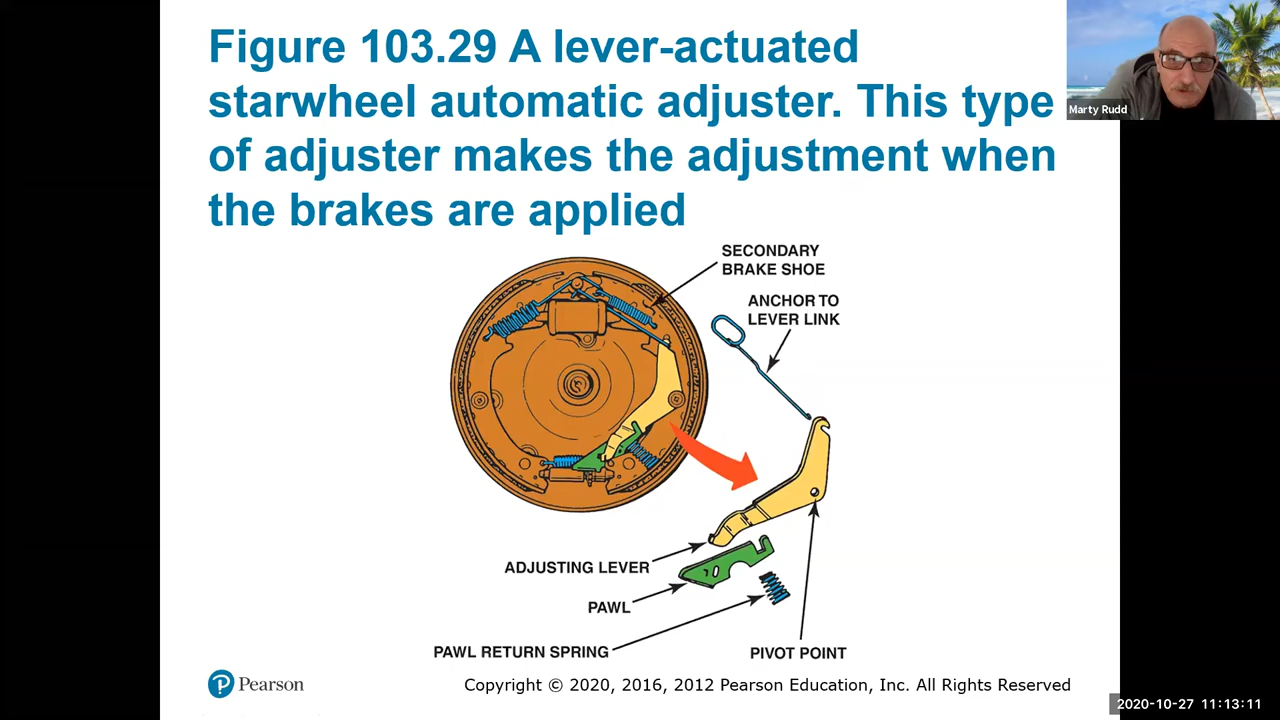 Figure 103.29 A lever-actuated
starwheel automatic adjuster. This type
of adjuster makes the adjustment when
the brakes are applied
Marty Rudd
SECONDARY
BRAKE SHOE
ANCHOR TO
LEVER LINK
ADJUSTING LEVER
PAWL
PAWL RETURN SPRING
PIVOT POINT
Pearson
Copyright © 2020, 2016, 2012 Pearson Education, Inc. All Rights Reserved
2020-10-27 11:13:11